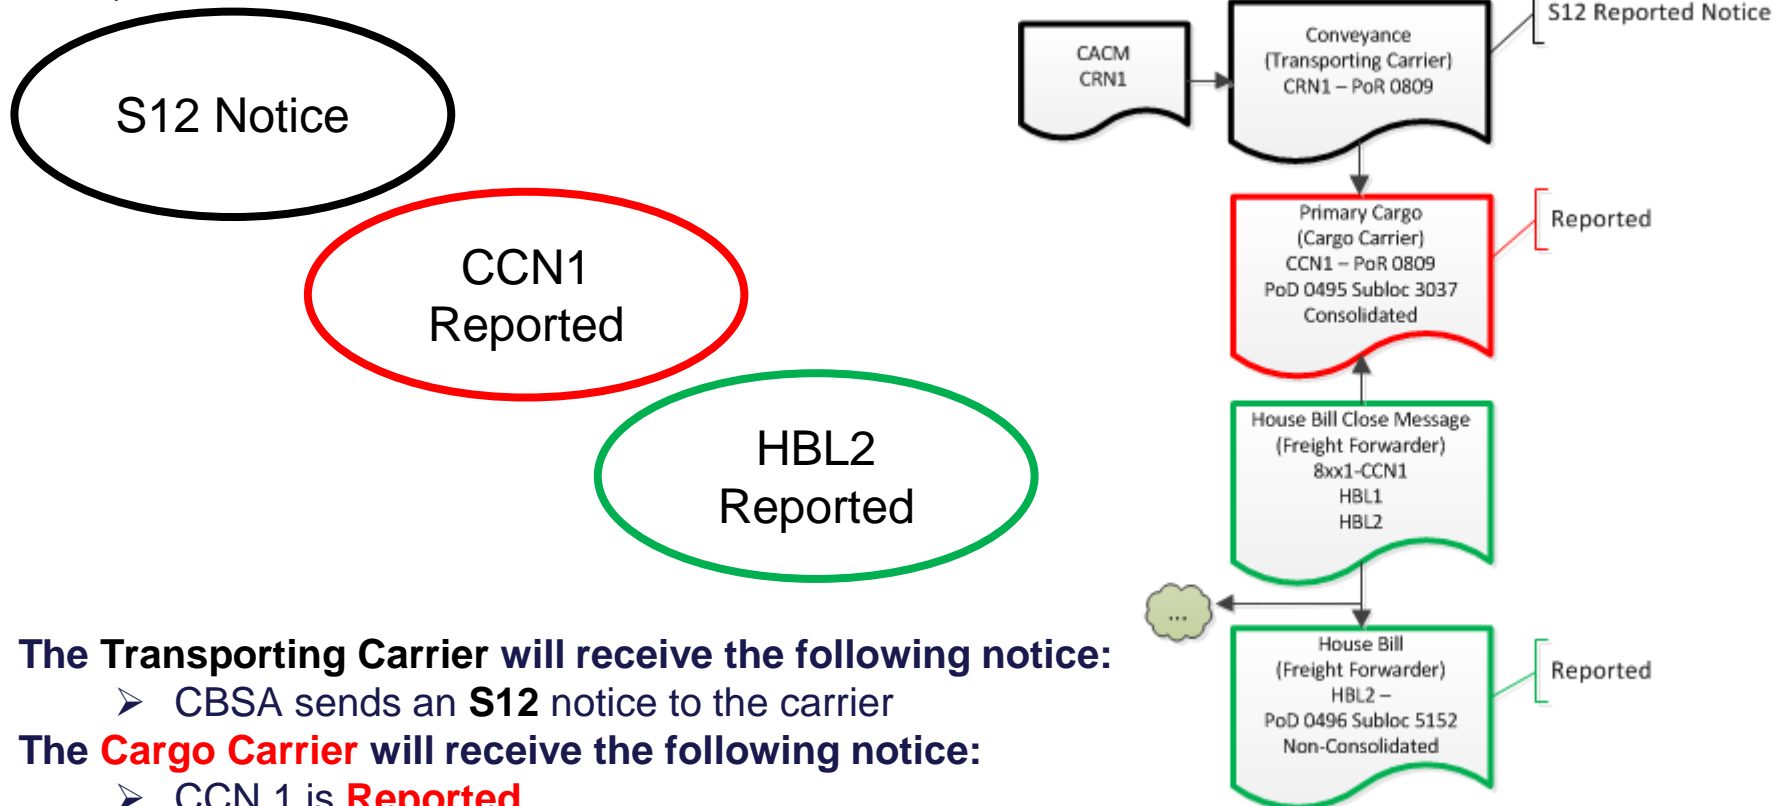 S12 Notice
CCN1
Reported
HBL2
Reported
The Transporting Carrier will receive the following notice:
➢ CBSA sends an S12 notice to the carrier
The Cargo Carrier will receive the following notice:
➢ CCN 1 is Reported
CACM
CRN1
Conveyance
(Transporting Carrier)
CRN1 – PoR 0809
S12 Reported Notice
Primary Cargo
(Cargo Carrier)
CCN1 – PoR 0809
PoD 0495 Subloc 3037
Consolidated
Reported
House Bill Close Message
(Freight Forwarder)
8xx1-CCN1
HBL1
HBL2
...
House Bill
(Freight Forwarder)
HBL2 –
PoD 0496 Subloc 5152
Non-Consolidated
Reported